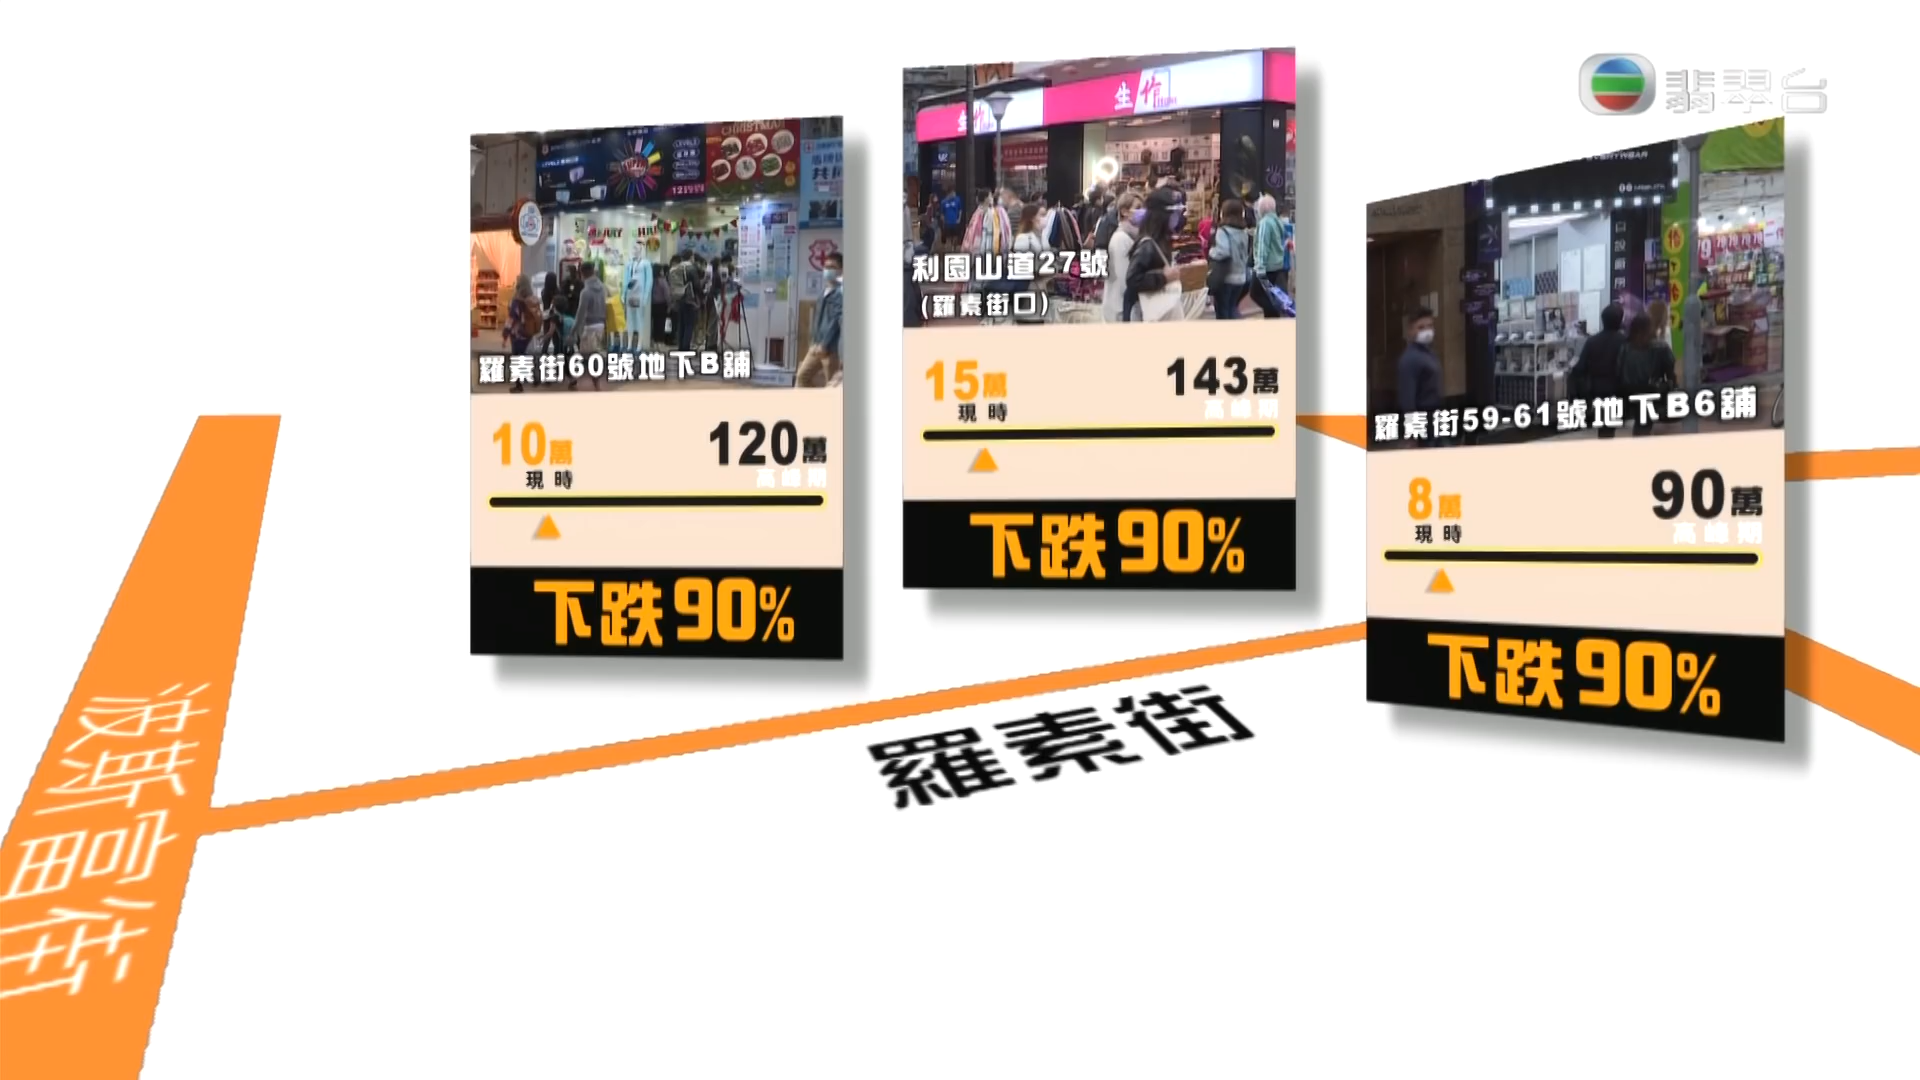 翡翠台
CHRISTMAS
羅素街60號地下B舖
10萬
現時
120萬
高峰期
下跌90%
生作
利園山道27號
(羅素街口)
15萬
現時
143萬
高峰期
下跌90%
羅素街59-61號地下B6舖
8萬
現時
90萬
高峰期
下跌90%
羅素街
波斯富街